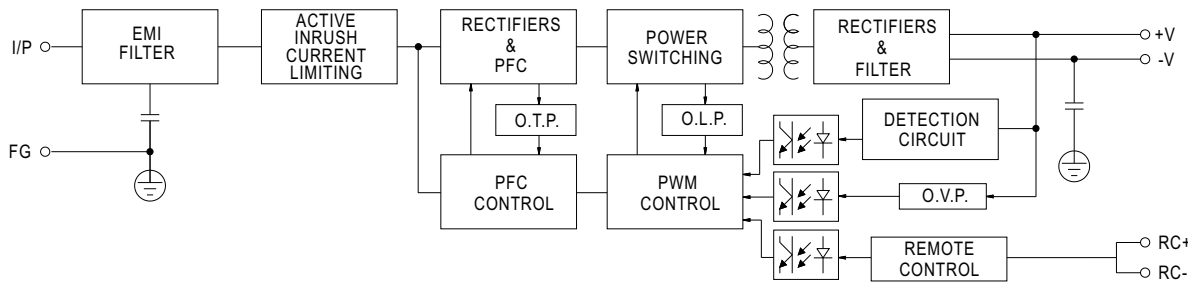 I/P
EMI
FILTER
ACTIVE
INRUSH
CURRENT
LIMITING
RECTIFIERS
&
PFC
POWER
SWITCHING
RECTIFIERS
&
FILTER
+V
-V
O.T.P.
O.L.P.
DETECTION
CIRCUIT
FG
PFC
CONTROL
PWM
CONTROL
O.V.P.
REMOTE
CONTROL
RC+
RC-